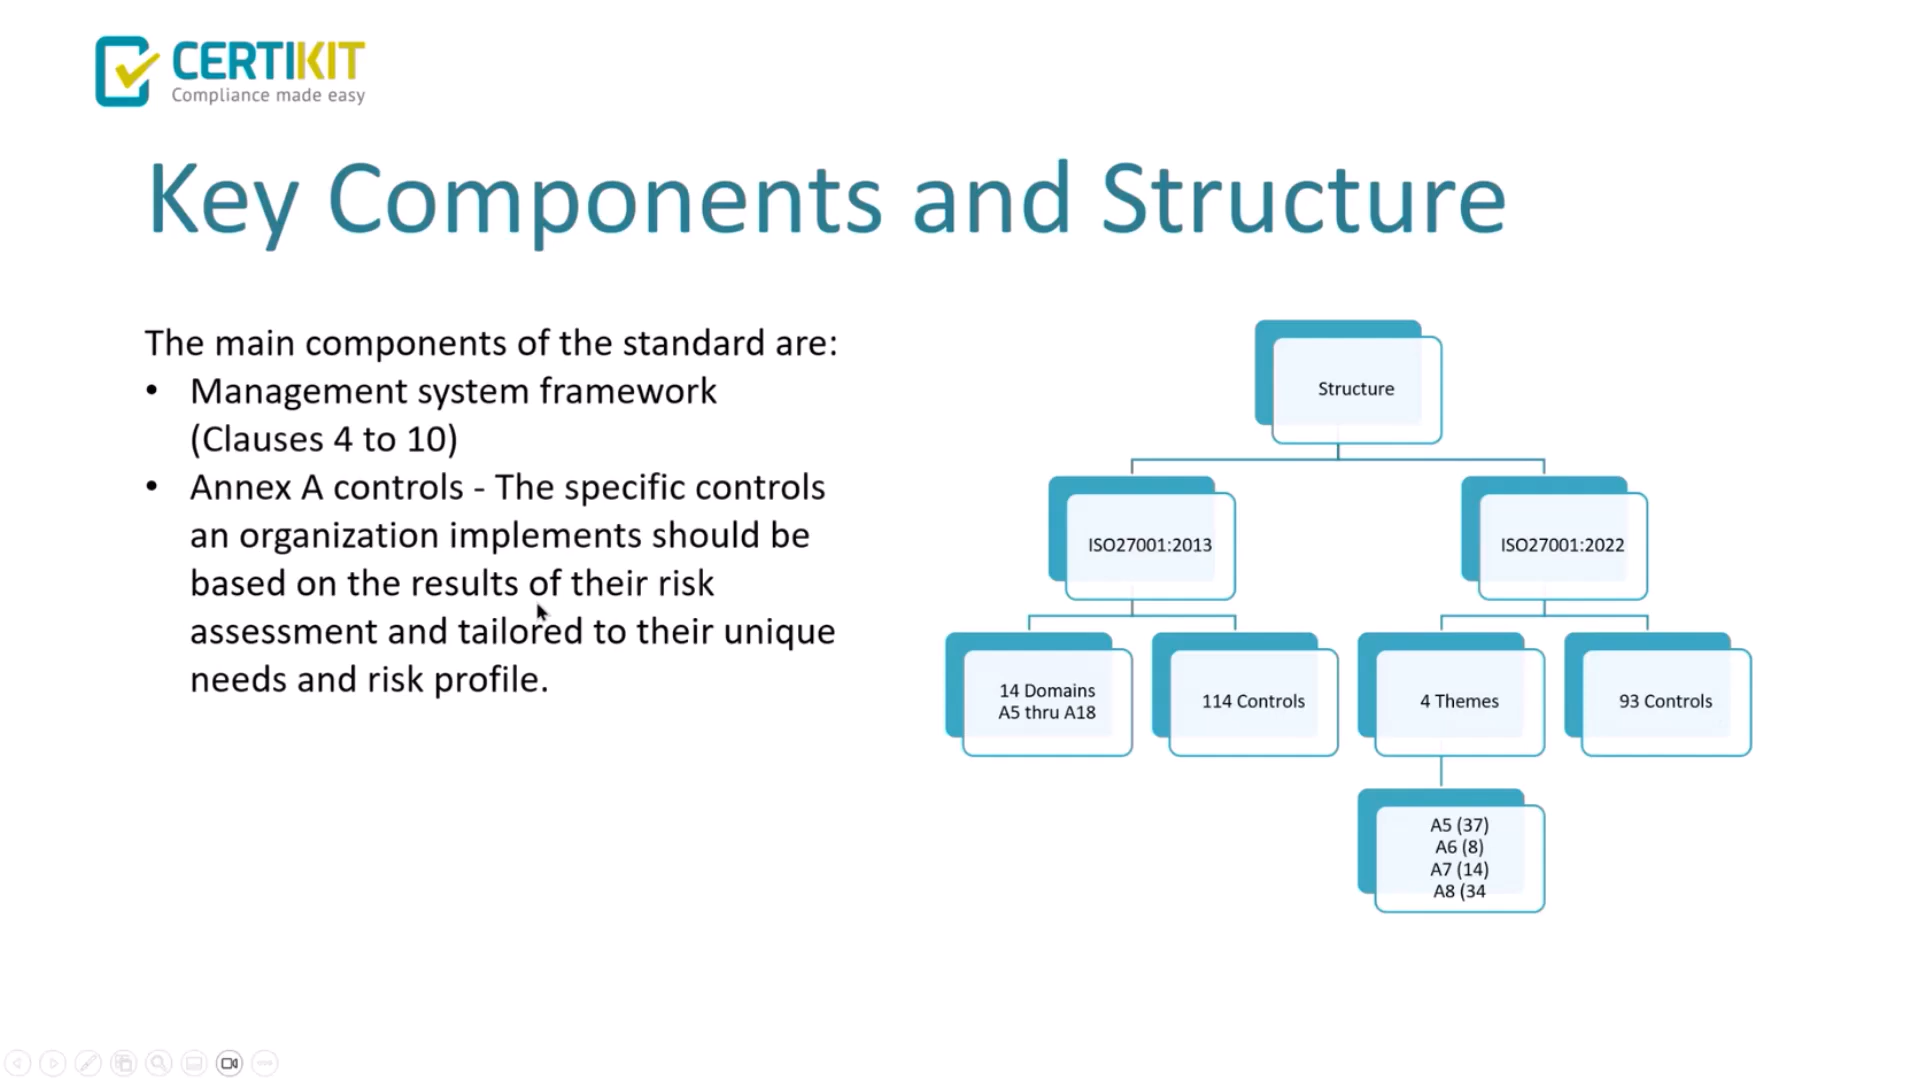 CERTIKIT
Compliance made easy
Key Components and Structure
The main components of the standard are:
• Management system framework
(Clauses 4 to 10)
• Annex A controls - The specific controls
an organization implements should be
based on the results of their risk
assessment and tailored to their unique
needs and risk profile.
Structure
ISO27001:2013
ISO27001:2022
14 Domains
A5 thru A18
114 Controls
4 Themes
93 Controls
A5 (37)
A6 (8)
A7 (14)
A8 (34